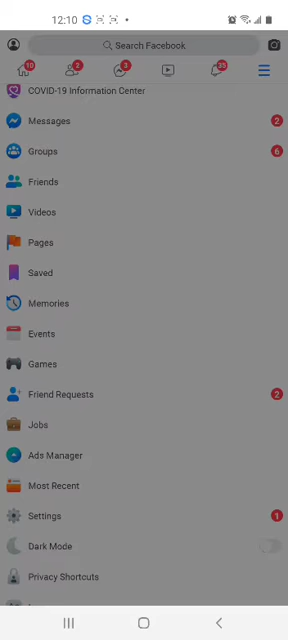 12:10
Search Facebook
10
2
3
35
COVID-19 Information Center
Messages 2
Groups 6
Friends
Videos
Pages
Saved
Memories
Events
Games
Friend Requests 2
Jobs
Ads Manager
Most Recent
Settings 1
Dark Mode
Privacy Shortcuts